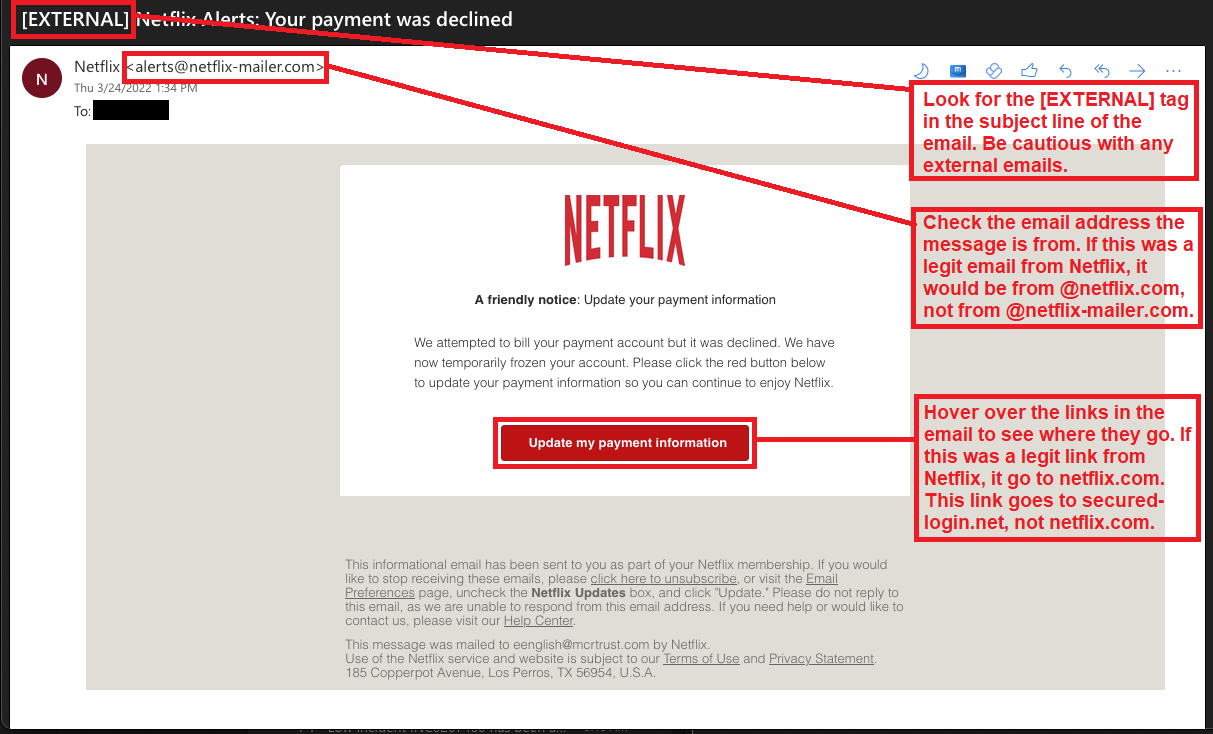 [EXTERNAL] Netflix Alerts: Your payment was declined
N
Netflix <alerts@netflix-mailer.com>
Thu 3/24/2022 1:34 PM
To:
m
Look for the [EXTERNAL] tag
in the subject line of the
email. Be cautious with any
external emails.
NETFLIX
Check the email address the
message is from. If this was a
legit email from Netflix, it
would be from @netflix.com,
not from @netflix-mailer.com.
A friendly notice: Update your payment information
We attempted to bill your payment account but it was declined. We have
now temporarily frozen your account. Please click the red button below
to update your payment information so you can continue to enjoy Netflix.
Update my payment information
Hover over the links in the
email to see where they go. If
this was a legit link from
Netflix, it go to netflix.com.
This link goes to secured-
login.net, not netflix.com.
This informational email has been sent to you as part of your Netflix membership. If you would
like to stop receiving these emails, please click here to unsubscribe, or visit the Email
Preferences page, uncheck the Netflix Updates box, and click "Update." Please do not reply to
this email, as we are unable to respond from this email address. If you need help or would like to
contact us, please visit our Help Center.
This message was mailed to eenglish@mcrtrust.com by Netflix.
Use of the Netflix service and website is subject to our Terms of Use and Privacy Statement.
185 Copperpot Avenue, Los Perros, TX 56954, U.S.A.